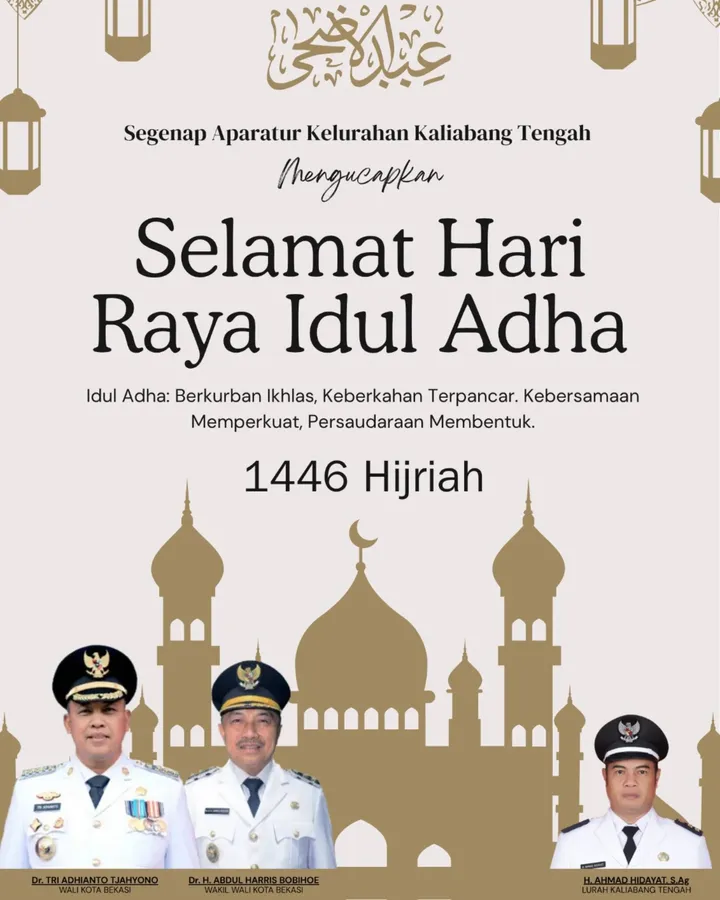 عيد الأضحى
Segenap Aparatur Kelurahan Kaliabang Tengah
Mengucapkan
Selamat Hari
Raya Idul Adha
Idul Adha: Berkurban Ikhlas, Keberkahan Terpancar. Kebersamaan
Memperkuat, Persaudaraan Membentuk.
1446 Hijriah
Dr. TRI ADHIANTO TJAHYONO
WALI KOTA BEKASI
Dr. H. ABDUL HARRIS BOBIHOE
WAKIL WALI KOTA BEKASI
H. AHMAD HIDAYAT, S.Ag
LURAH KALIABANG TENGAH